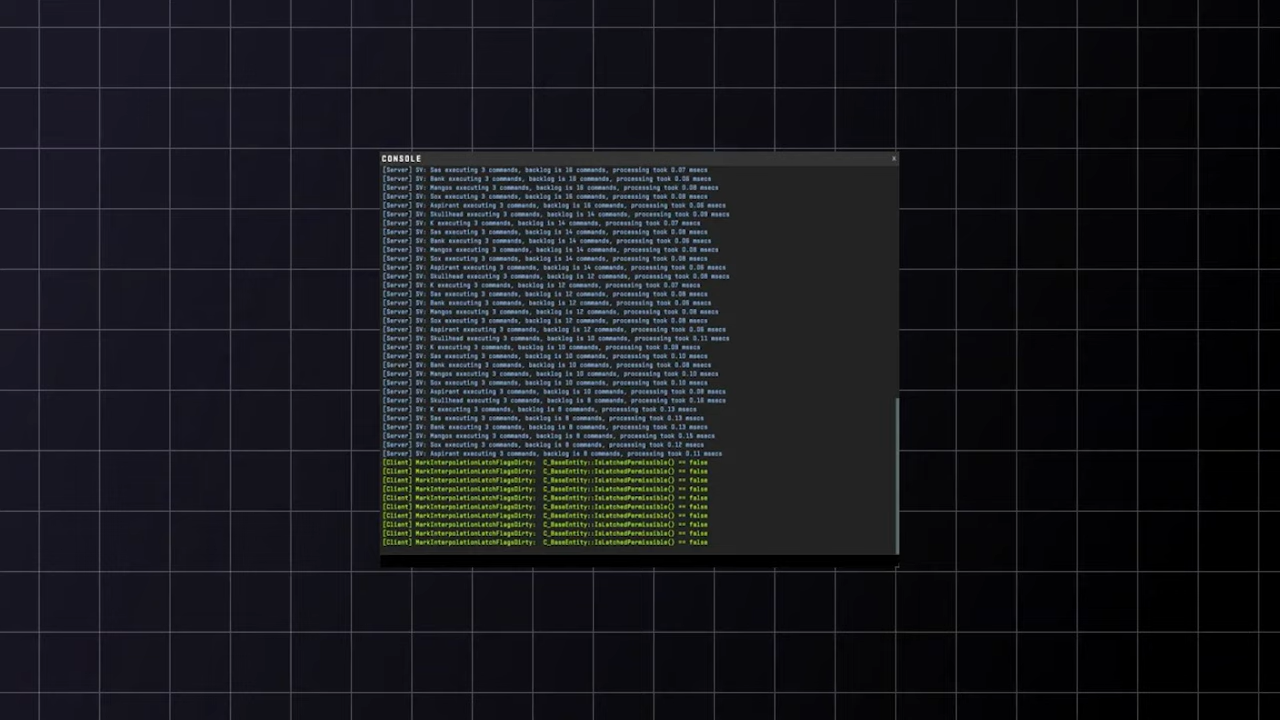 CONSOLE
x
[Server] SV: Sas executing 3 commands, backlog is 16 commands, processing took 0.07 msecs
[Server] SV: Bank executing 3 commands, backlog is 16 commands, processing took 0.06 msecs
[Server] SV: Mangos executing 3 commands, backlog is 16 commands, processing took 0.08 msecs
[Server] SV: Sox executing 3 commands, backlog is 16 commands, processing took 0.08 msecs
[Server] SV: Aspirant executing 3 commands, backlog is 16 commands, processing took 0.06 msecs
[Server] SV: Skullhead executing 3 commands, backlog is 14 commands, processing took 0.09 msecs
[Server] SV: K executing 3 commands, backlog is 14 commands, processing took 0.07 msecs
[Server] SV: Sas executing 3 commands, backlog is 14 commands, processing took 0.08 msecs
[Server] SV: Bank executing 3 commands, backlog is 14 commands, processing took 0.06 msecs
[Server] SV: Mangos executing 3 commands, backlog is 14 commands, processing took 0.08 msecs
[Server] SV: Sox executing 3 commands, backlog is 14 commands, processing took 0.08 msecs
[Server] SV: Aspirant executing 3 commands, backlog is 14 commands, processing took 0.06 msecs
[Server] SV: Skullhead executing 3 commands, backlog is 12 commands, processing took 0.08 msecs
[Server] SV: K executing 3 commands, backlog is 12 commands, processing took 0.07 msecs
[Server] SV: Sas executing 3 commands, backlog is 12 commands, processing took 0.09 msecs
[Server] SV: Bank executing 3 commands, backlog is 12 commands, processing took 0.08 msecs
[Server] SV: Mangos executing 3 commands, backlog is 12 commands, processing took 0.08 msecs
[Server] SV: Sox executing 3 commands, backlog is 12 commands, processing took 0.08 msecs
[Server] SV: Aspirant executing 3 commands, backlog is 12 commands, processing took 0.06 msecs
[Server] SV: Skullhead executing 3 commands, backlog is 10 commands, processing took 0.11 msecs
[Server] SV: K executing 3 commands, backlog is 10 commands, processing took 0.09 msecs
[Server] SV: Sas executing 3 commands, backlog is 10 commands, processing took 0.10 msecs
[Server] SV: Bank executing 3 commands, backlog is 10 commands, processing took 0.08 msecs
[Server] SV: Mangos executing 3 commands, backlog is 10 commands, processing took 0.10 msecs
[Server] SV: Sox executing 3 commands, backlog is 10 commands, processing took 0.10 msecs
[Server] SV: Aspirant executing 3 commands, backlog is 10 commands, processing took 0.09 msecs
[Server] SV: Skullhead executing 3 commands, backlog is 8 commands, processing took 0.18 msecs
[Server] SV: K executing 3 commands, backlog is 8 commands, processing took 0.13 msecs
[Server] SV: Sas executing 3 commands, backlog is 8 commands, processing took 0.13 msecs
[Server] SV: Bank executing 3 commands, backlog is 8 commands, processing took 0.13 msecs
[Server] SV: Mangos executing 3 commands, backlog is 8 commands, processing took 0.15 msecs
[Server] SV: Sox executing 3 commands, backlog is 8 commands, processing took 0.12 msecs
[Server] SV: Aspirant executing 3 commands, backlog is 8 commands, processing took 0.11 msecs
[Client] MarkInterpolationLatchFlagsDirty: C_BaseEntity::IsLatchedPermissible() == false
[Client] MarkInterpolationLatchFlagsDirty: C_BaseEntity::IsLatchedPermissible() == false
[Client] MarkInterpolationLatchFlagsDirty: C_BaseEntity::IsLatchedPermissible() == false
[Client] MarkInterpolationLatchFlagsDirty: C_BaseEntity::IsLatchedPermissible() == false
[Client] MarkInterpolationLatchFlagsDirty: C_BaseEntity::IsLatchedPermissible() == false
[Client] MarkInterpolationLatchFlagsDirty: C_BaseEntity::IsLatchedPermissible() == false
[Client] MarkInterpolationLatchFlagsDirty: C_BaseEntity::IsLatchedPermissible() == false
[Client] MarkInterpolationLatchFlagsDirty: C_BaseEntity::IsLatchedPermissible() == false
[Client] MarkInterpolationLatchFlagsDirty: C_BaseEntity::IsLatchedPermissible() == false
[Client] MarkInterpolationLatchFlagsDirty: C_BaseEntity::IsLatchedPermissible() == false